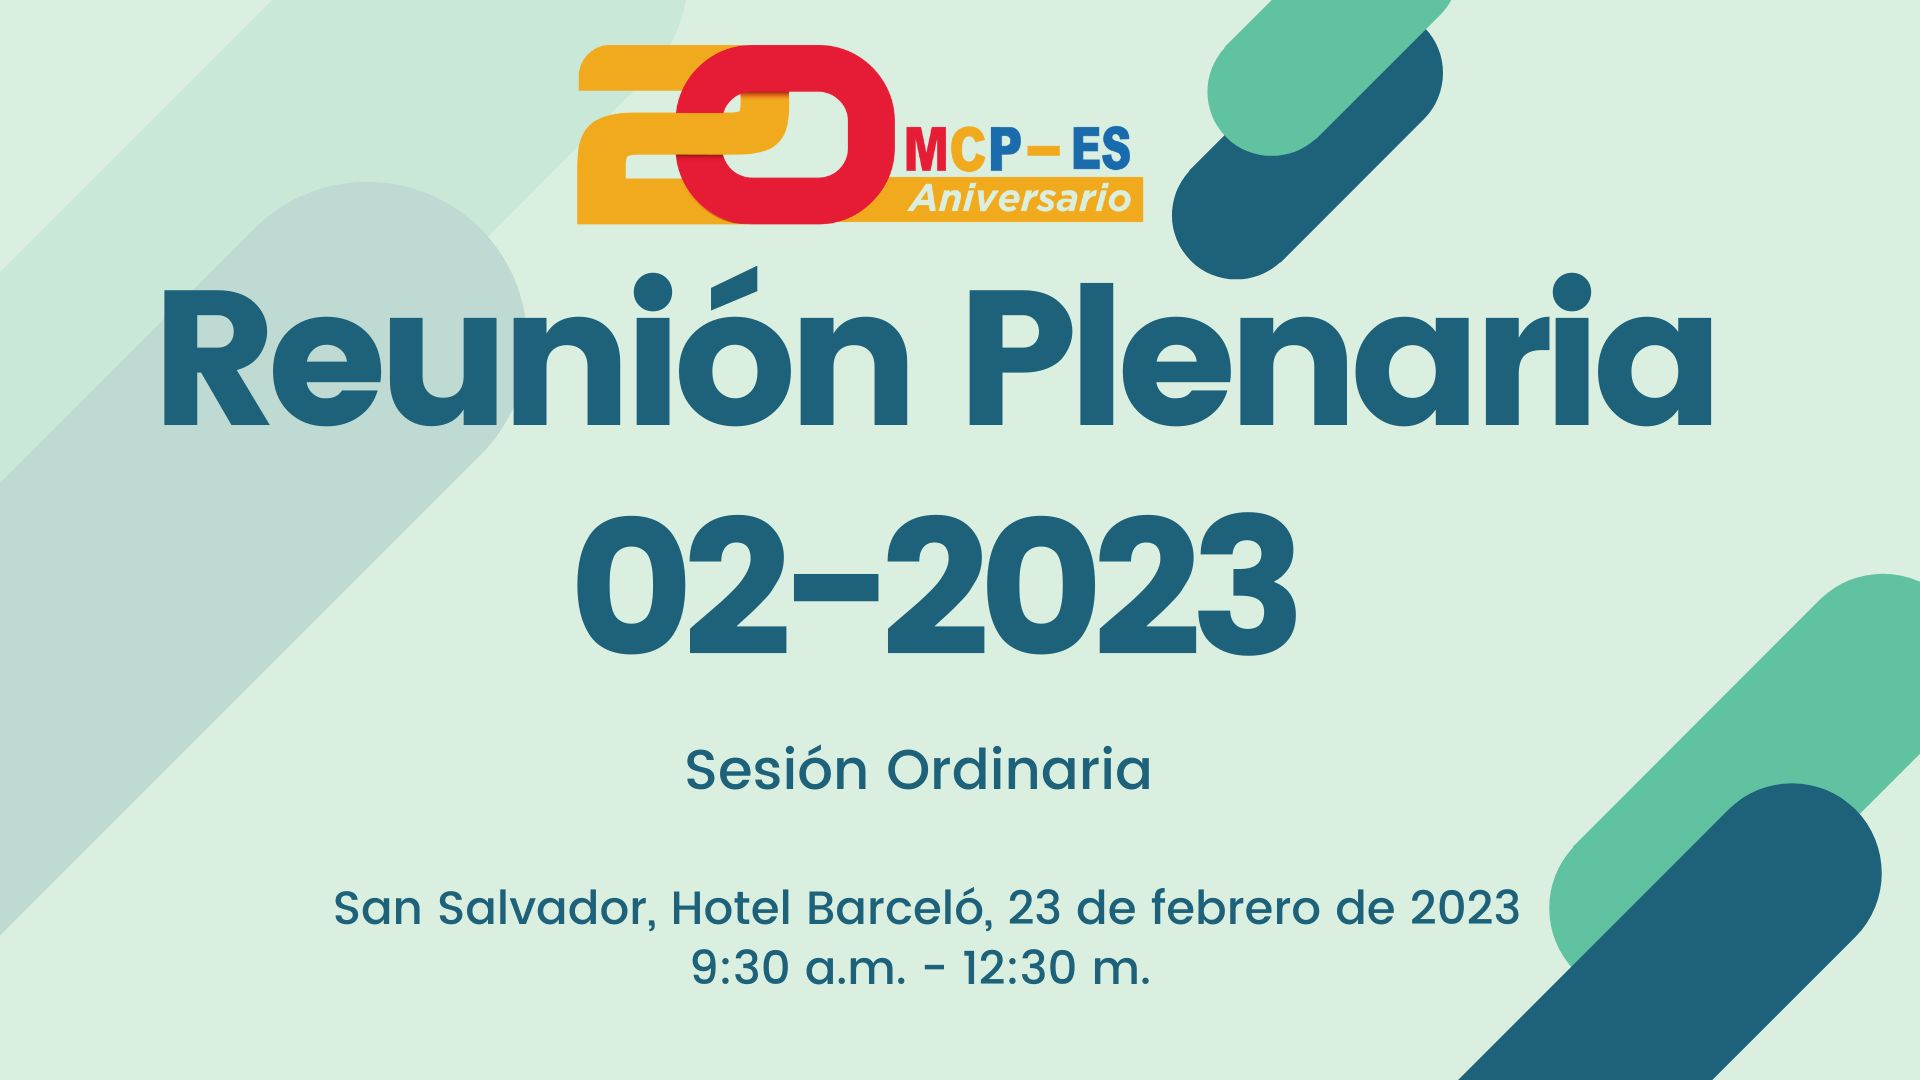 20 MCP-ES
Aniversario
Reunión Plenaria
02-2023
Sesión Ordinaria
San Salvador, Hotel Barceló, 23 de febrero de 2023
9:30 a.m. - 12:30 m.